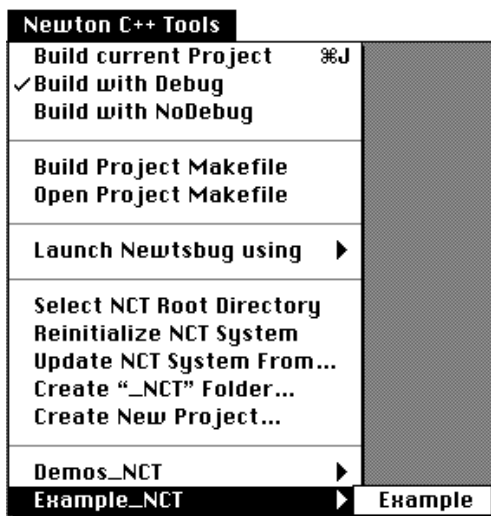 Newton C++ Tools
Build current Project ⌘J
✓Build with Debug
Build with NoDebug
Build Project Makefile
Open Project Makefile
Launch Newtsbug using ▶
Select NCT Root Directory
Reinitialize NCT System
Update NCT System From...
Create “_NCT” Folder...
Create New Project...
Demos_NCT ▶
Example_NCT ▶ Example